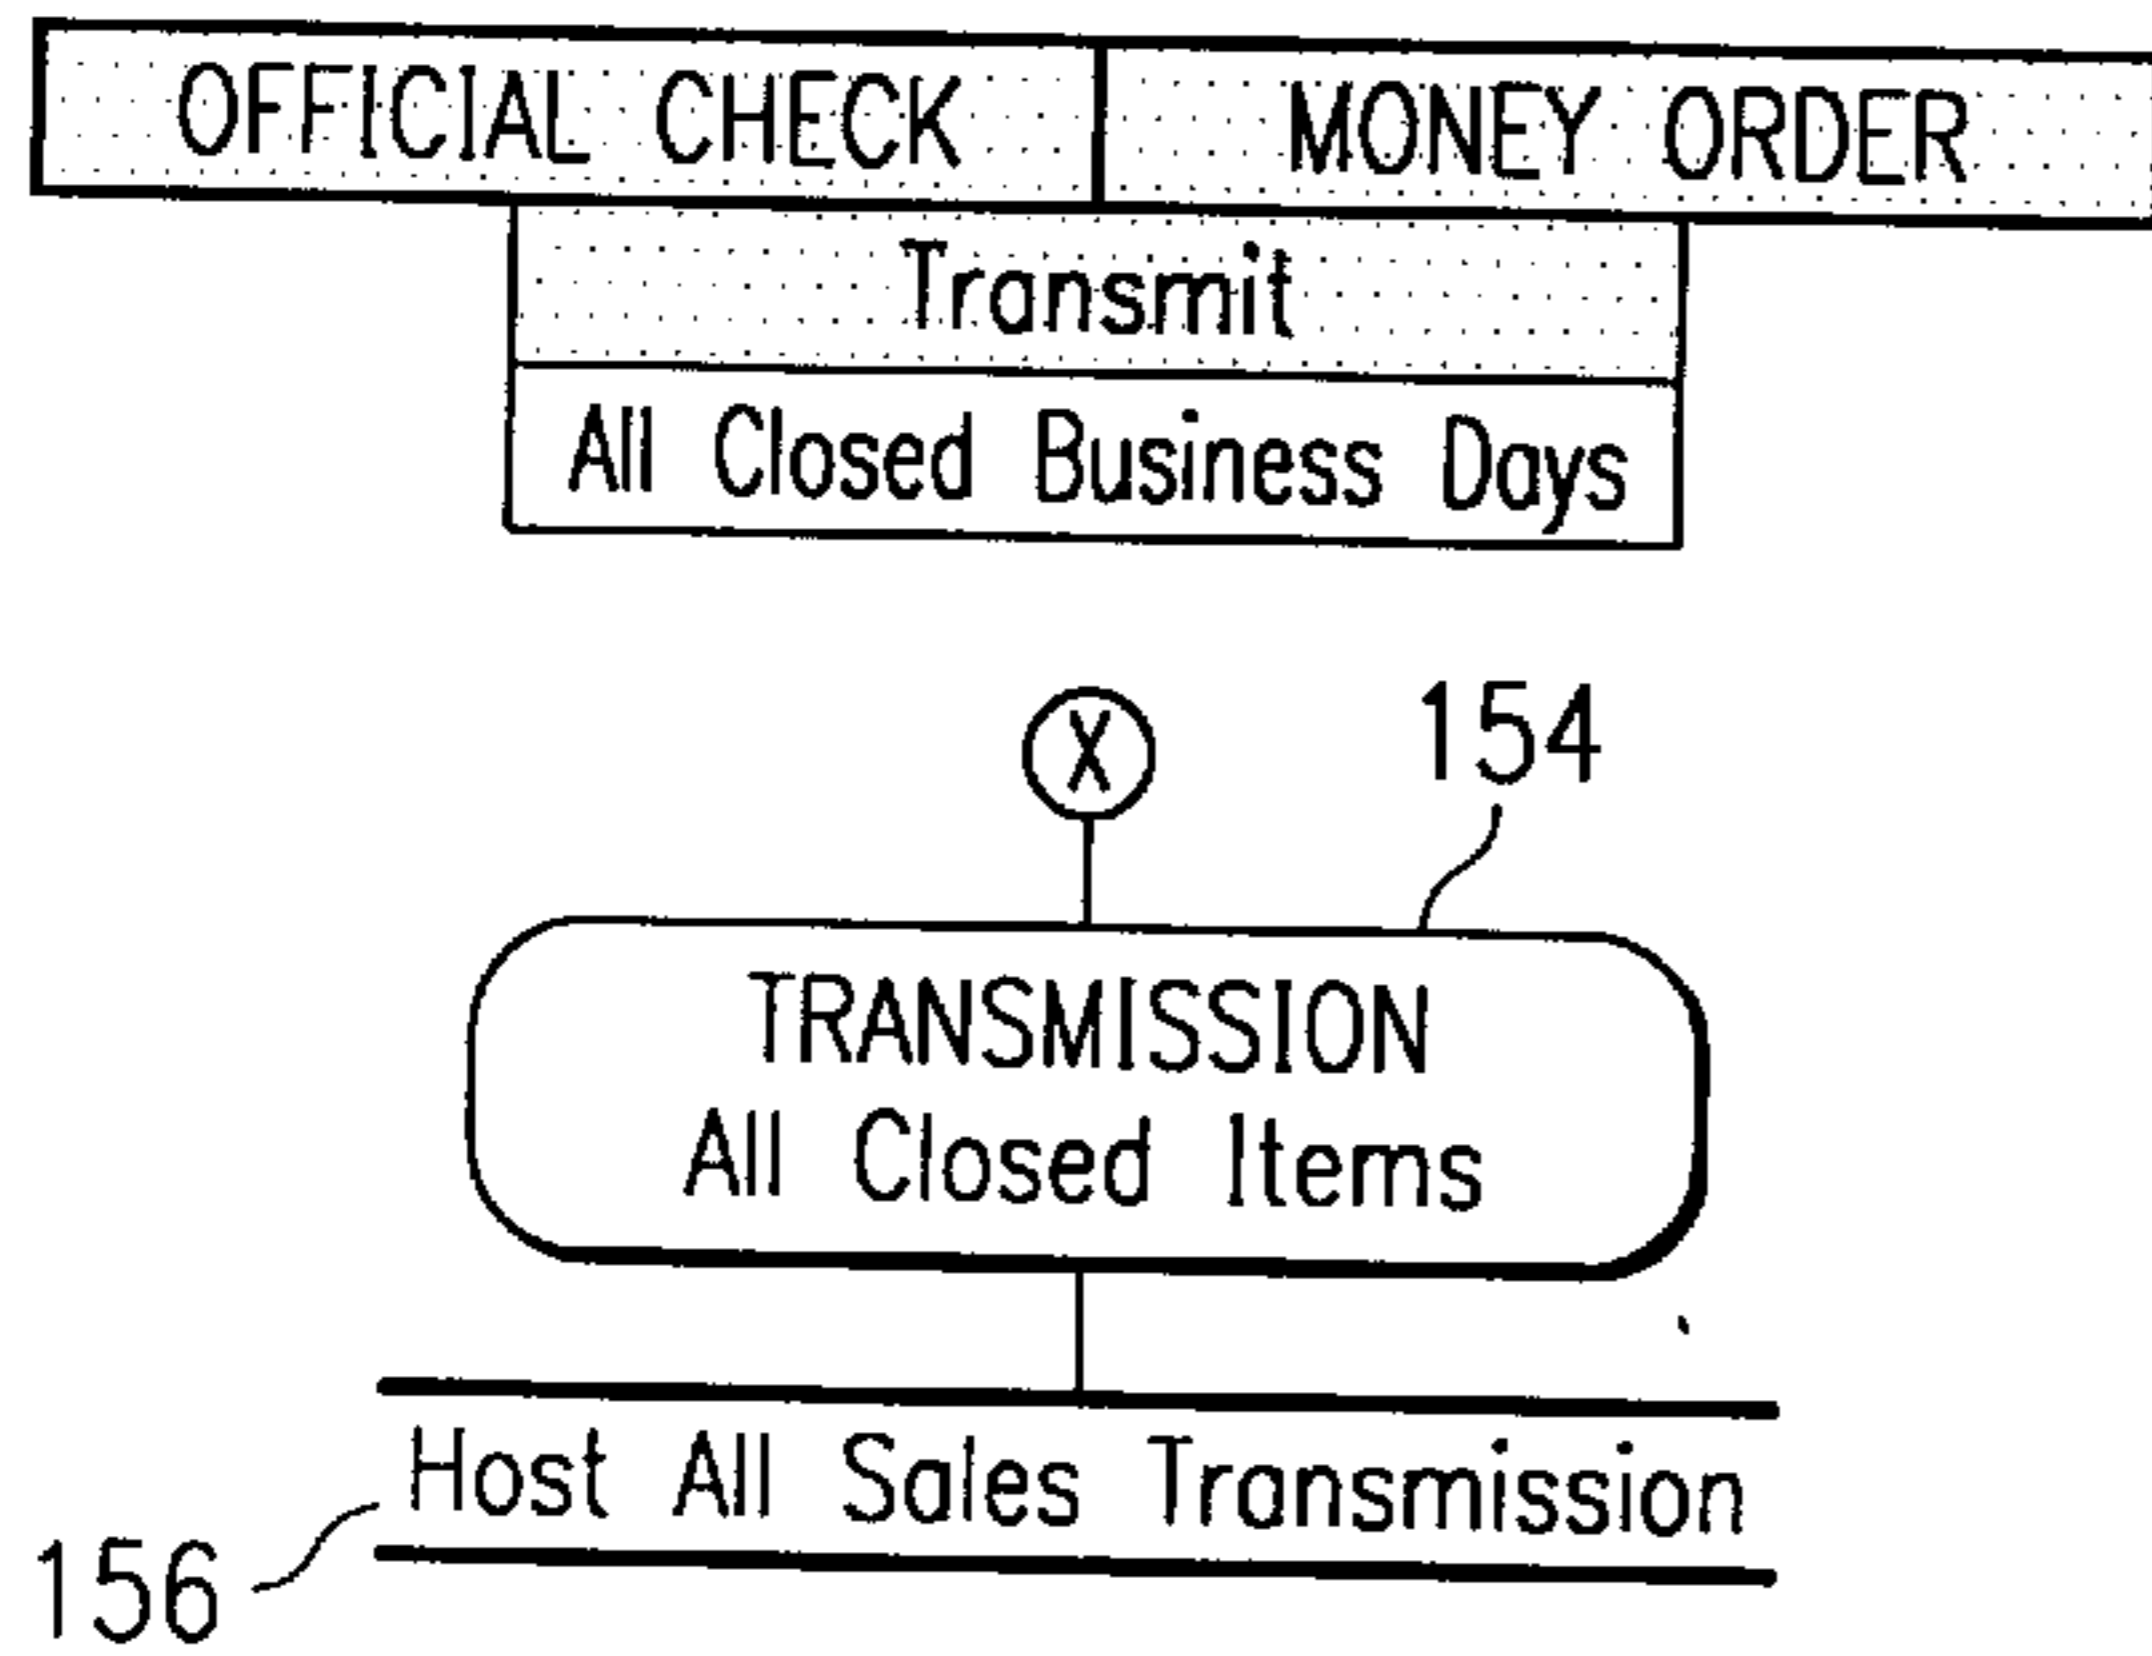 OFFICIAL CHECK MONEY ORDER
Transmit
All Closed Business Days
X
154
TRANSMISSION
All Closed Items
Host All Sales Transmission
156